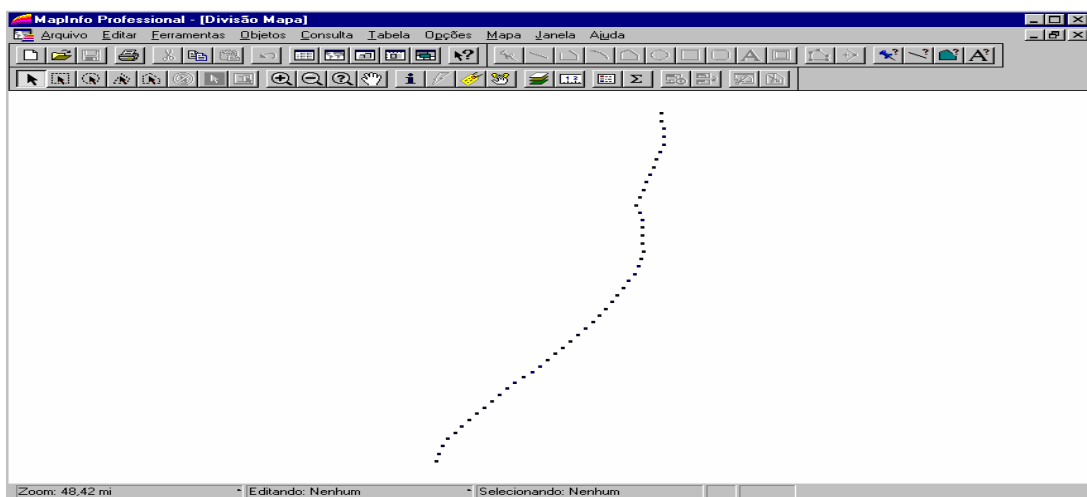 MapInfo Professional - [Divisão Mapa]
Arquivo Editar Ferramentas Objetos Consulta Tabela Opções Mapa Janela Ajuda
Zoom: 48,42 mi Editando: Nenhum Selecionando: Nenhum